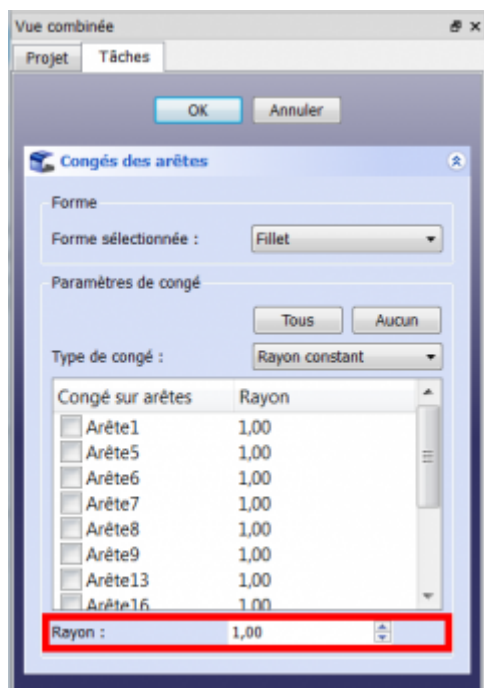 Vue combinée
Projet Tâches
OK Annuler
Congés des arêtes
Forme
Forme sélectionnée : Fillet
Paramètres de congé
Tous Aucun
Type de congé : Rayon constant
Congé sur arêtes Rayon
Arête1 1,00
Arête5 1,00
Arête6 1,00
Arête7 1,00
Arête8 1,00
Arête9 1,00
Arête13 1,00
Arête16 1,00
Rayon : 1,00